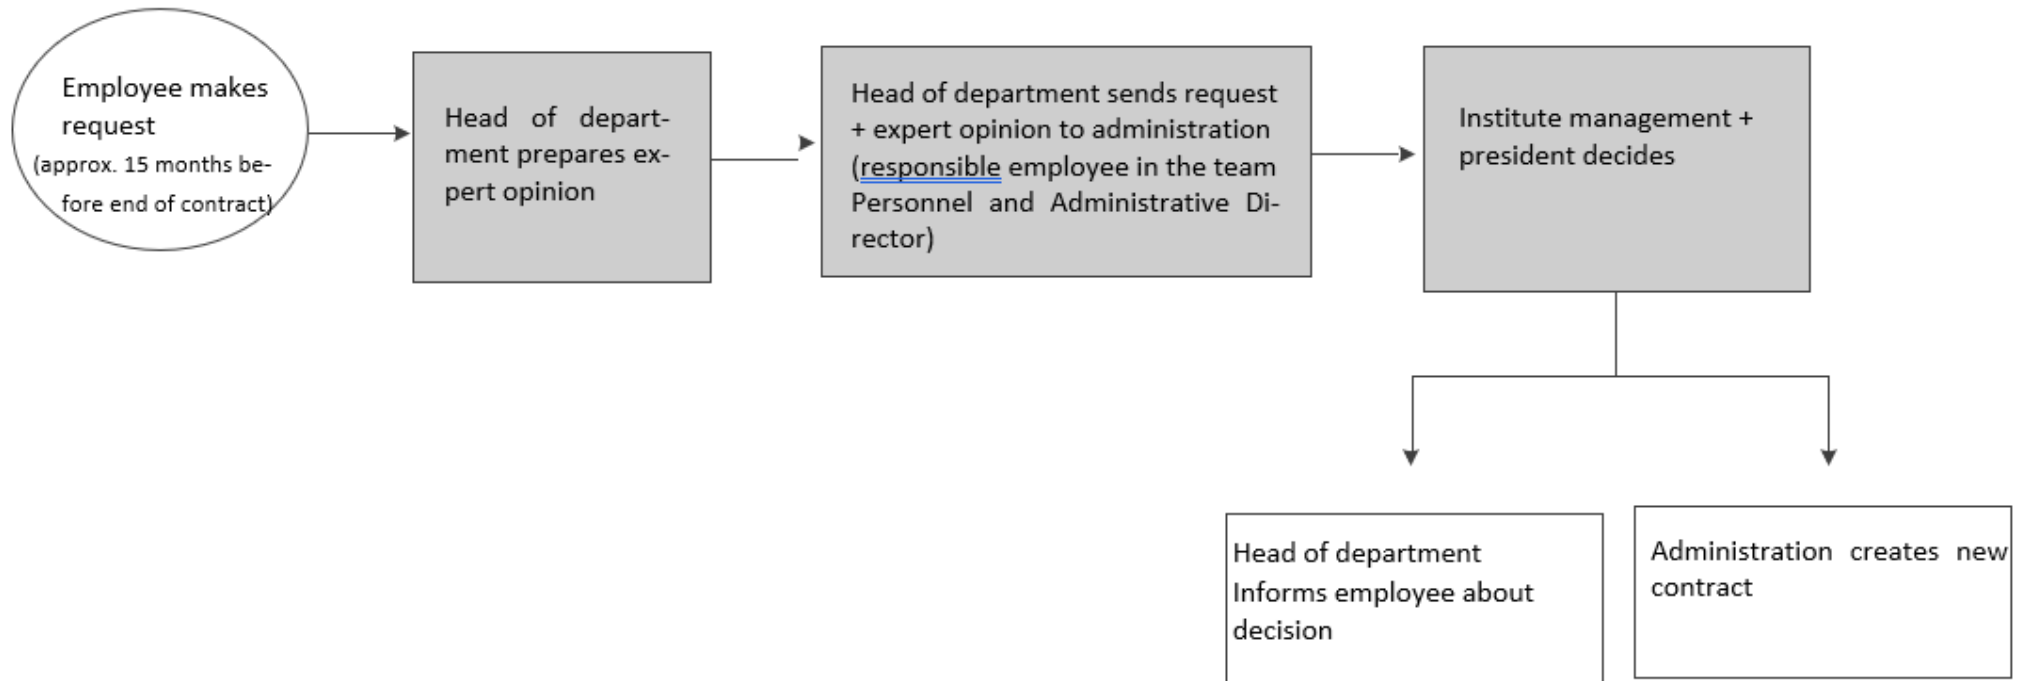 Employee makes
request
(approx. 15 months be-
fore end of contract)
Head of depart-
ment prepares ex-
pert opinion
Head of department sends request
+ expert opinion to administration
(responsible employee in the team
Personnel and Administrative Di-
rector)
Institute management +
president decides
Head of department
Informs employee about
decision
Administration creates new
contract